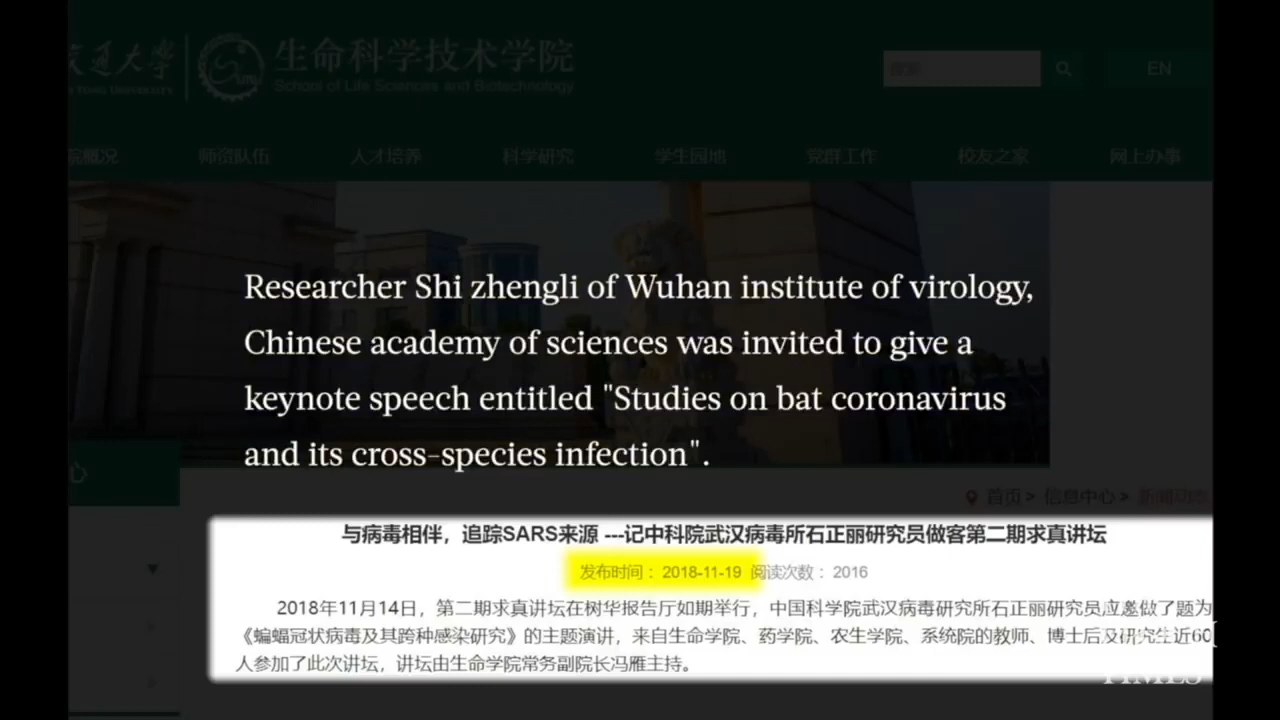 生命科学技术学院
School of Life Sciences and Biotechnology
EN
师资队伍 人才培养 科学研究 学生园地 党群工作 校友之家 网上办事
Researcher Shi zhengli of Wuhan institute of virology,
Chinese academy of sciences was invited to give a
keynote speech entitled "Studies on bat coronavirus
and its cross-species infection".
首页 > 信息中心 > 新闻动态
与病毒相伴，追踪SARS来源 ---记中科院武汉病毒所石正丽研究员做客第二期求真讲坛
发布时间： 2018-11-19 阅读次数： 2016
2018年11月14日，第二期求真讲坛在树华报告厅如期举行，中国科学院武汉病毒研究所石正丽研究员应邀做了题为
《蝙蝠冠状病毒及其跨种感染研究》的主题演讲，来自生命学院、药学院、农生学院、系统院的教师、博士后及研究生近60
人参加了此次讲坛，讲坛由生命学院常务副院长冯雁主持。
TIMES